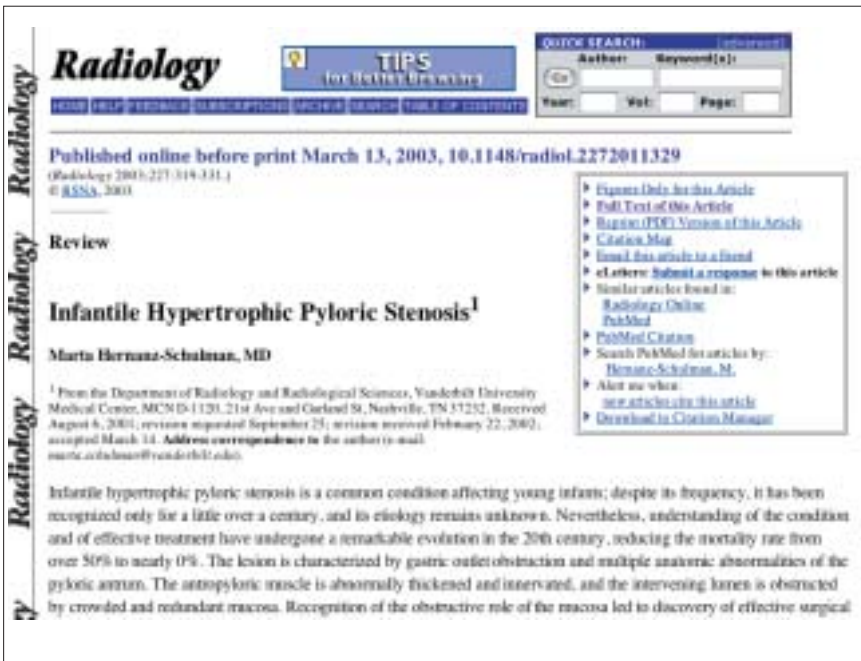 Radiology
TIPS
for Better Browsing
QUICK SEARCH: [advanced]
Author: Keyword(s):
Go
Year: Vol: Page:
HOME HELP FEEDBACK SUBSCRIPTIONS ARCHIVE SEARCH TABLE OF CONTENTS
Published online before print March 13, 2003, 10.1148/radiol.2272011329
(Radiology 2003;227:319-331.)
© RSNA, 2003
Figures Only for this Article
Full Text of this Article
Reprint (PDF) Version of this Article
Citation Map
Email this article to a friend
eLetters: Submit a response to this article
Similar articles found in:
Radiology Online
PubMed
PubMed Citation
Search PubMed for articles by:
Hernanz-Schulman, M.
Alert me when:
new articles cite this article
Download to Citation Manager
Review
Infantile Hypertrophic Pyloric Stenosis1
Marta Hernanz-Schulman, MD
1 From the Department of Radiology and Radiological Sciences, Vanderbilt University
Medical Center, MCN D-1120, 21st Ave and Garland St, Nashville, TN 37232. Received
August 6, 2001; revision requested September 25; revision received February 22, 2002;
accepted March 14. Address correspondence to the author (e-mail:
Infantile hypertrophic pyloric stenosis is a common condition affecting young infants; despite its frequency, it has been
recognized only for a little over a century, and its etiology remains unknown. Nevertheless, understanding of the condition
and of effective treatment have undergone a remarkable evolution in the 20th century, reducing the mortality rate from
over 50% to nearly 0%. The lesion is characterized by gastric outlet obstruction and multiple anatomic abnormalities of the
pyloric antrum. The antropyloric muscle is abnormally thickened and innervated, and the intervening lumen is obstructed
by crowded and redundant mucosa. Recognition of the obstructive role of the mucosa led to discovery of effective surgical
Radiology
Radiology
Radiology
Radiology